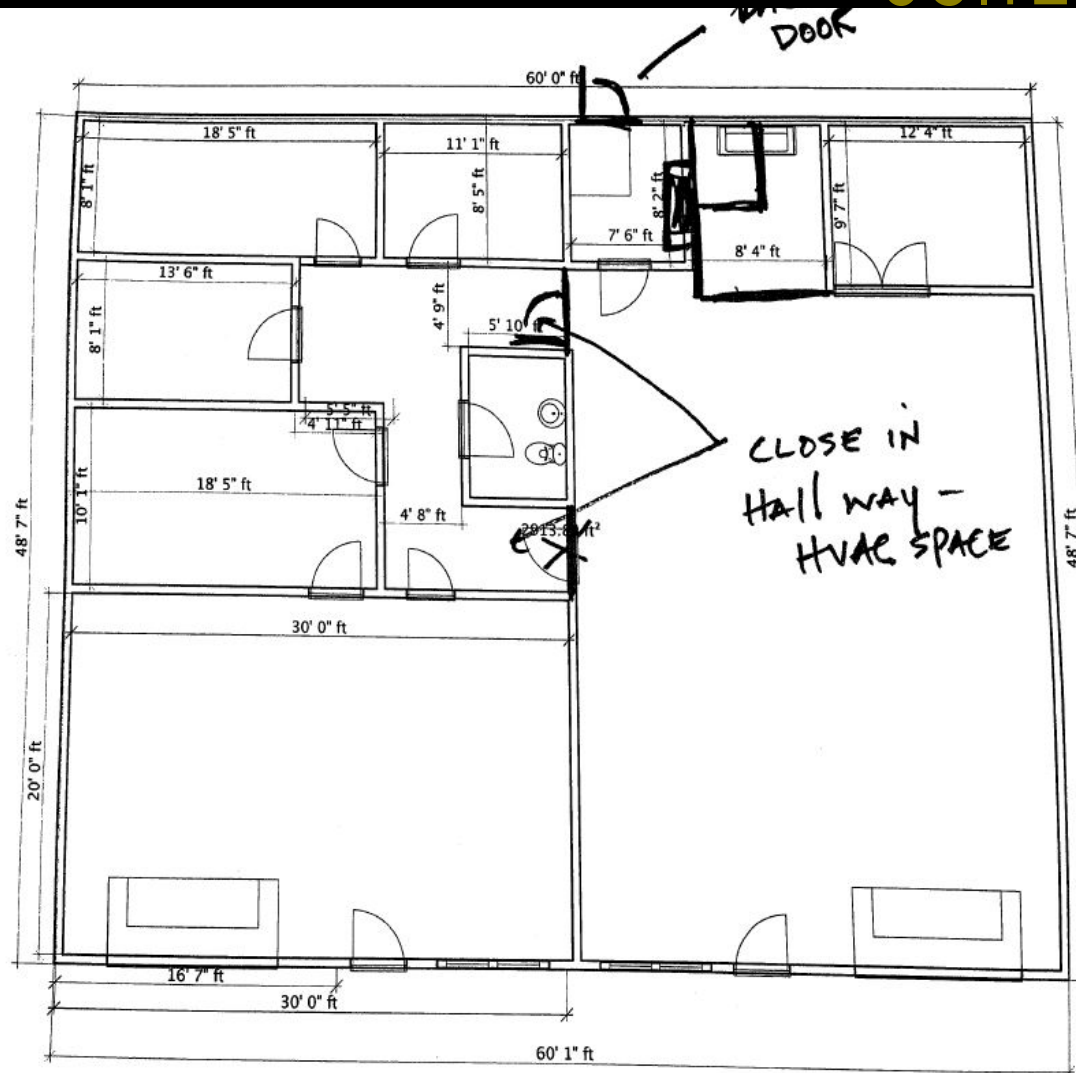 DOOR
60' 0" ft
18' 5" ft
11' 1" ft
12' 4" ft
8' 1" ft
8' 5" ft
8' 2" ft
9' 7" ft
7' 6" ft
8' 4" ft
13' 6" ft
4' 9" ft
5' 10" ft
8' 1" ft
5' 5" ft
4' 11" ft
CLOSE IN
HAll WAY -
HVAC SPACE
18' 5" ft
10' 1" ft
4' 8" ft
48' 7" ft
48' 7" ft
30' 0" ft
20' 0" ft
16' 7" ft
30' 0" ft
60' 1" ft